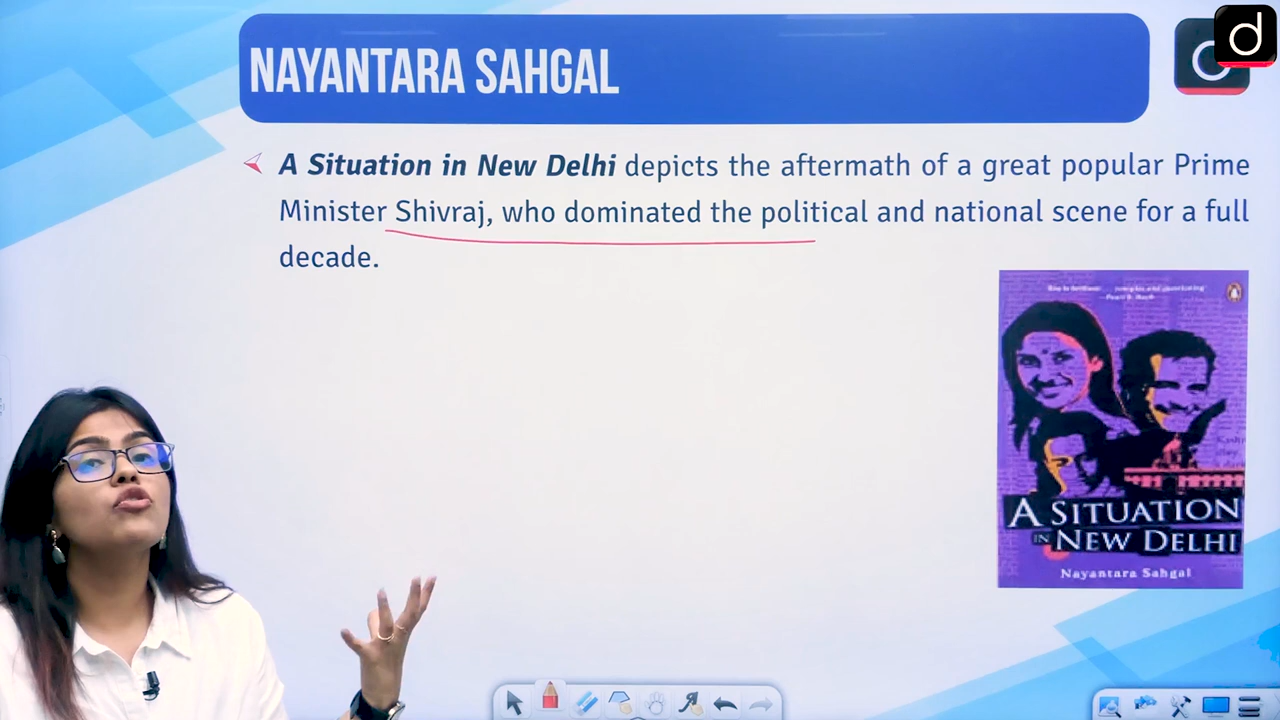 NAYANTARA SAHGAL
d
A Situation in New Delhi depicts the aftermath of a great popular Prime
Minister Shivraj, who dominated the political and national scene for a full
decade.
A SITUATION
IN NEW DELHI
Nayantara Sahgal